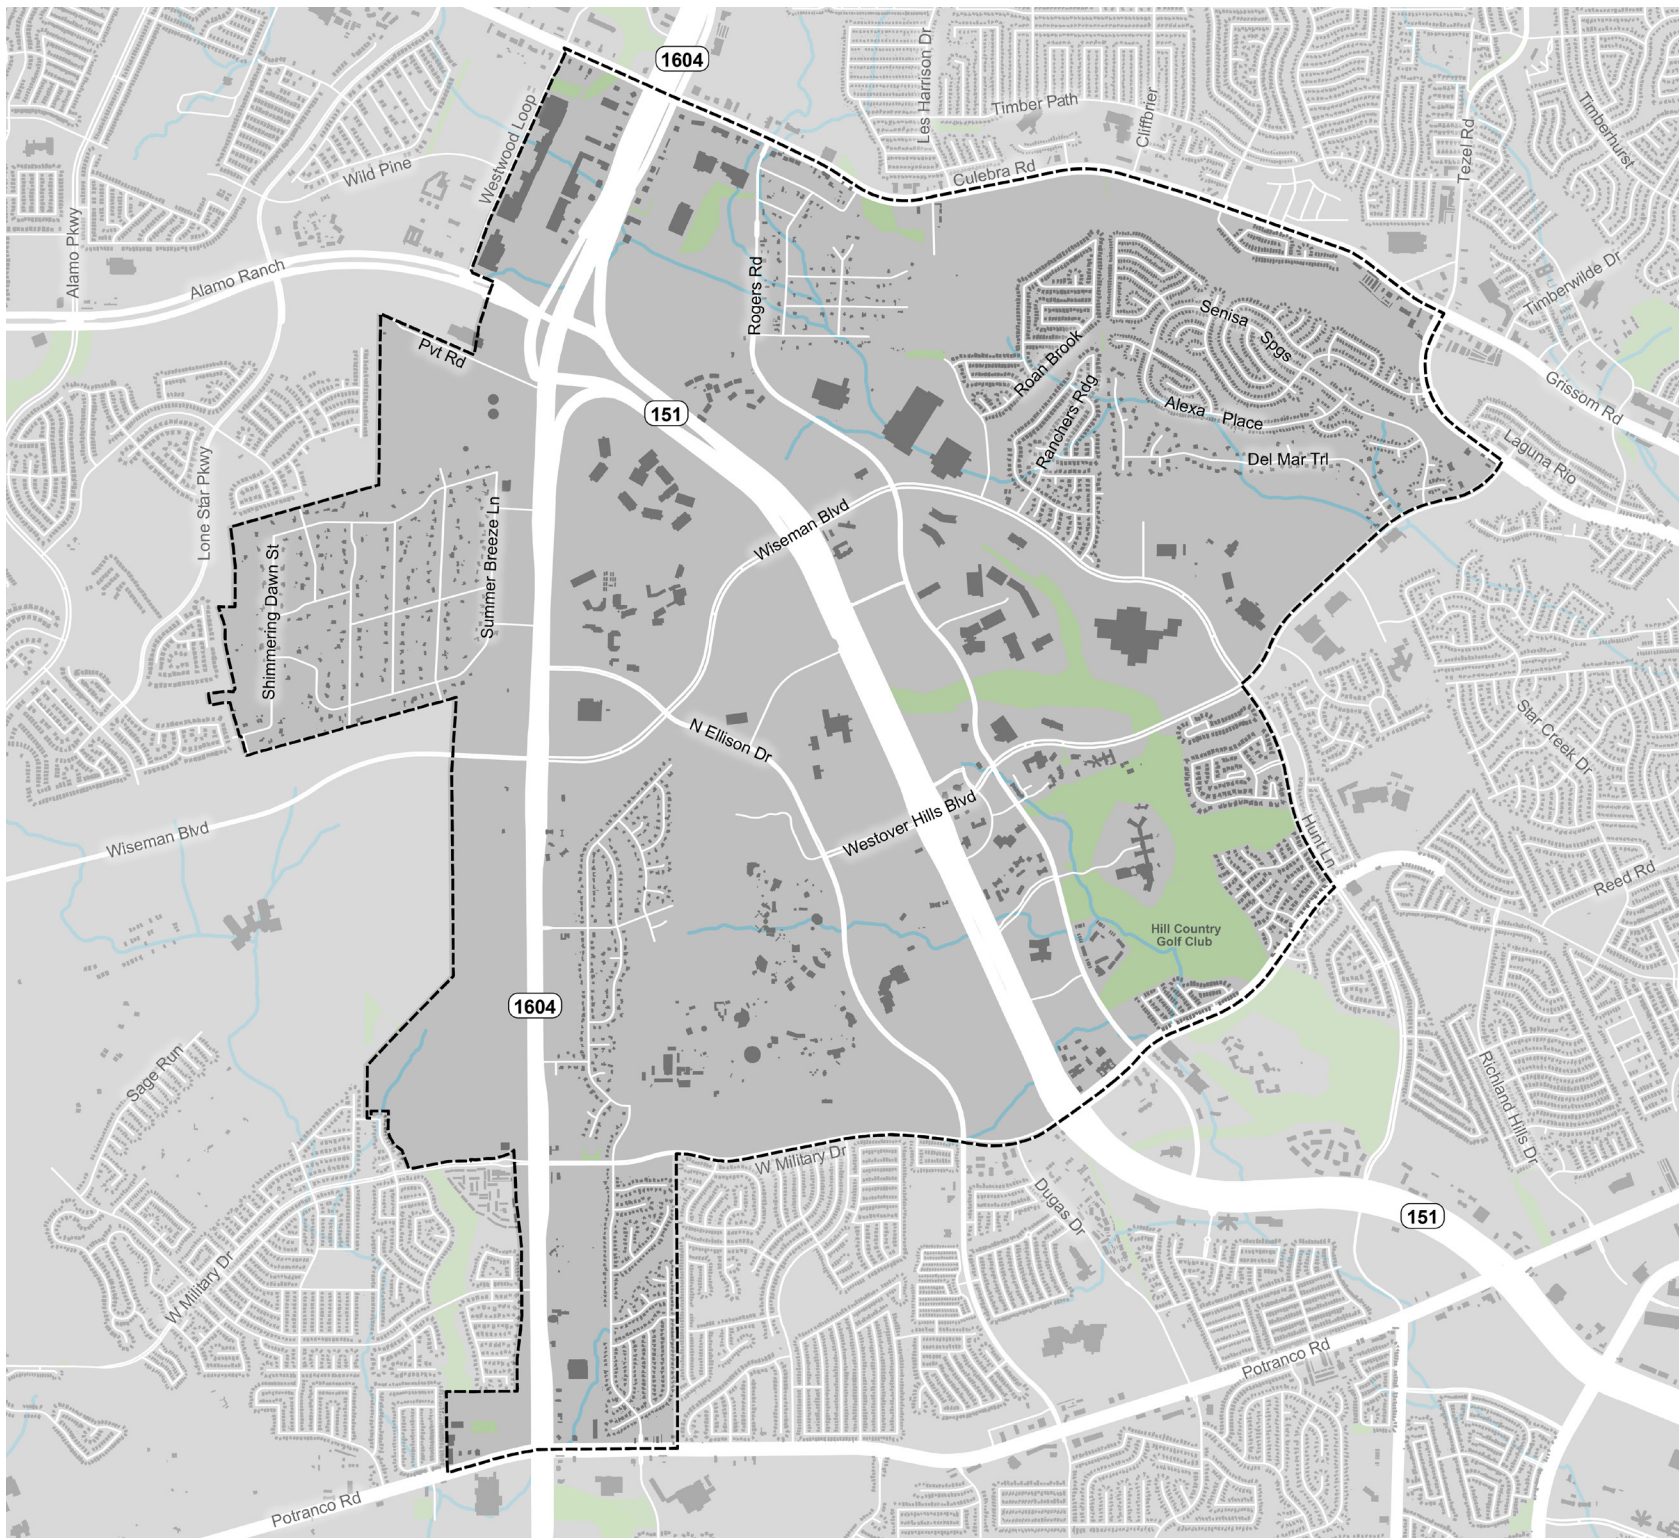 1604
Les Harrison Dr
Timber Path
Cliffbrier
Tezel Rd
Timberhurst
Westwood Loop
Wild Pine
Culebra Rd
Alamo Pkwy
Alamo Ranch
Rogers Rd
Timberwilde Dr
Senisa Spgs
Pvt Rd
Roan Brook
Grissom Rd
151
Ranchers Rdg
Alexa Place
Laguna Rio
Del Mar Trl
Lone Star Pkwy
Wiseman Blvd
Summer Breeze Ln
Shimmering Dawn St
N Ellison Dr
Star Creek Dr
Westover Hills Blvd
Wiseman Blvd
Hunt Ln
Reed Rd
Hill Country
Golf Club
1604
Sage Run
Richland Hills Dr
W Military Dr
Dugas Dr
151
W Military Dr
Potranco Rd
Potranco Rd